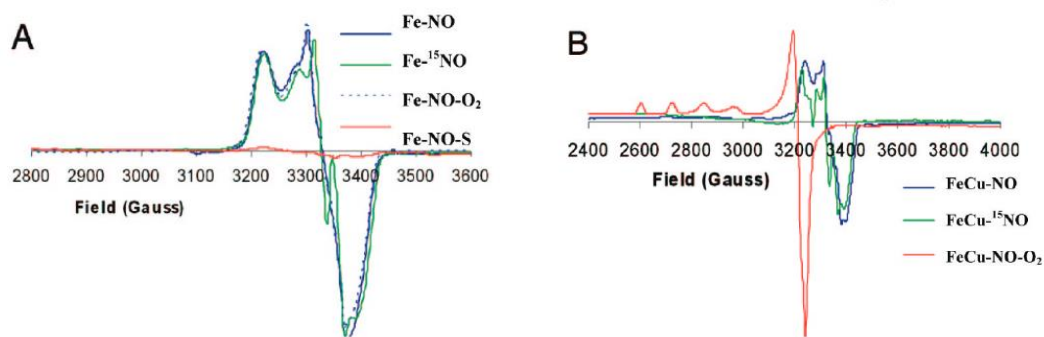 A
Fe-NO
Fe-¹⁵NO
Fe-NO-O₂
Fe-NO-S
2800 2900 3000 3100 3200 3300 3400 3500 3600
Field (Gauss)
B
2400 2600 2800 3000 3200 3400 3600 3800 4000
Field (Gauss)
FeCu-NO
FeCu-¹⁵NO
FeCu-NO-O₂